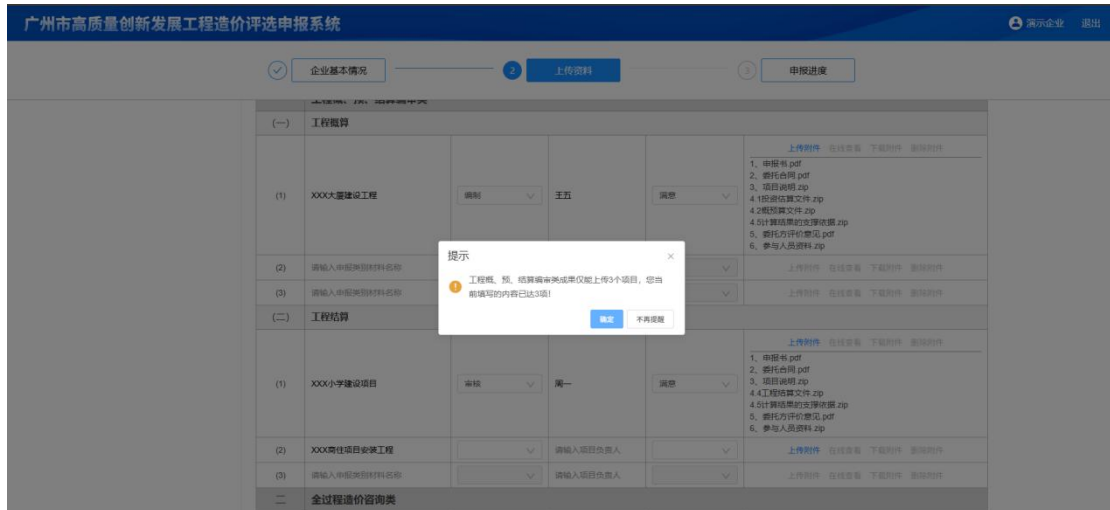 广州市高质量创新发展工程造价评选申报系统
演示企业 退出
企业基本情况
2 上传资料
3 申报进度
工程概、预、结算编审类
(一) 工程概算
上传附件 在线查看 下载附件 删除附件
(1) XXX大厦建设工程 编制 王五 满意
1、申报书.pdf
2、委托合同.pdf
3、项目说明.zip
4.1投资估算文件.zip
4.2概预算文件.zip
4.5计算结果的支撑依据.zip
5、委托方评价意见.pdf
6、参与人员资料.zip
(2) 请输入申报类别材料名称 上传附件 在线查看 下载附件 删除附件
(3) 请输入申报类别材料名称 上传附件 在线查看 下载附件 删除附件
提示
工程概、预、结算编审类成果仅能上传3个项目，您当
前填写的内容已达3项!
确定 不再提醒
(二) 工程结算
上传附件 在线查看 下载附件 删除附件
(1) XXX小学建设项目 审核 周一 满意
1、申报书.pdf
2、委托合同.pdf
3、项目说明.zip
4.4工程结算文件.zip
4.5计算结果的支撑依据.zip
5、委托方评价意见.pdf
6、参与人员资料.zip
(2) XXX商住项目安装工程 请输入项目负责人 上传附件 在线查看 下载附件 删除附件
(3) 请输入申报类别材料名称 请输入项目负责人 上传附件 在线查看 下载附件 删除附件
二 全过程造价咨询类